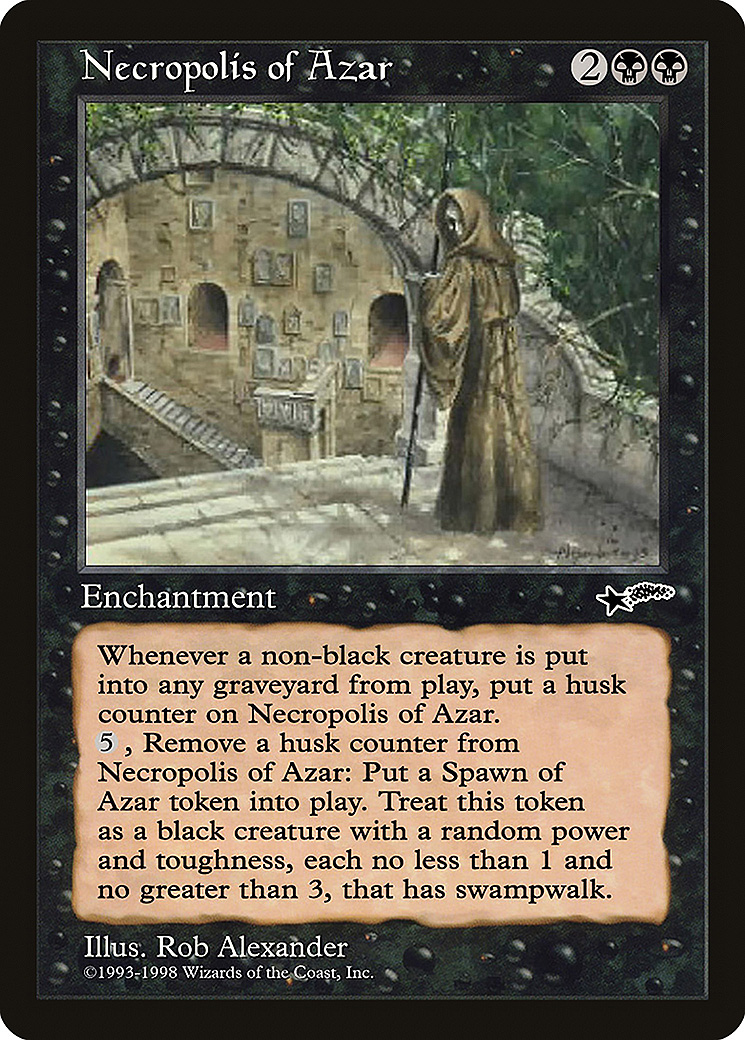 Necropolis of Azar
2
Enchantment
Whenever a non-black creature is put
into any graveyard from play, put a husk
counter on Necropolis of Azar.
5 , Remove a husk counter from
Necropolis of Azar: Put a Spawn of
Azar token into play. Treat this token
as a black creature with a random power
and toughness, each no less than 1 and
no greater than 3, that has swampwalk.
Illus. Rob Alexander
©1993-1998 Wizards of the Coast, Inc.